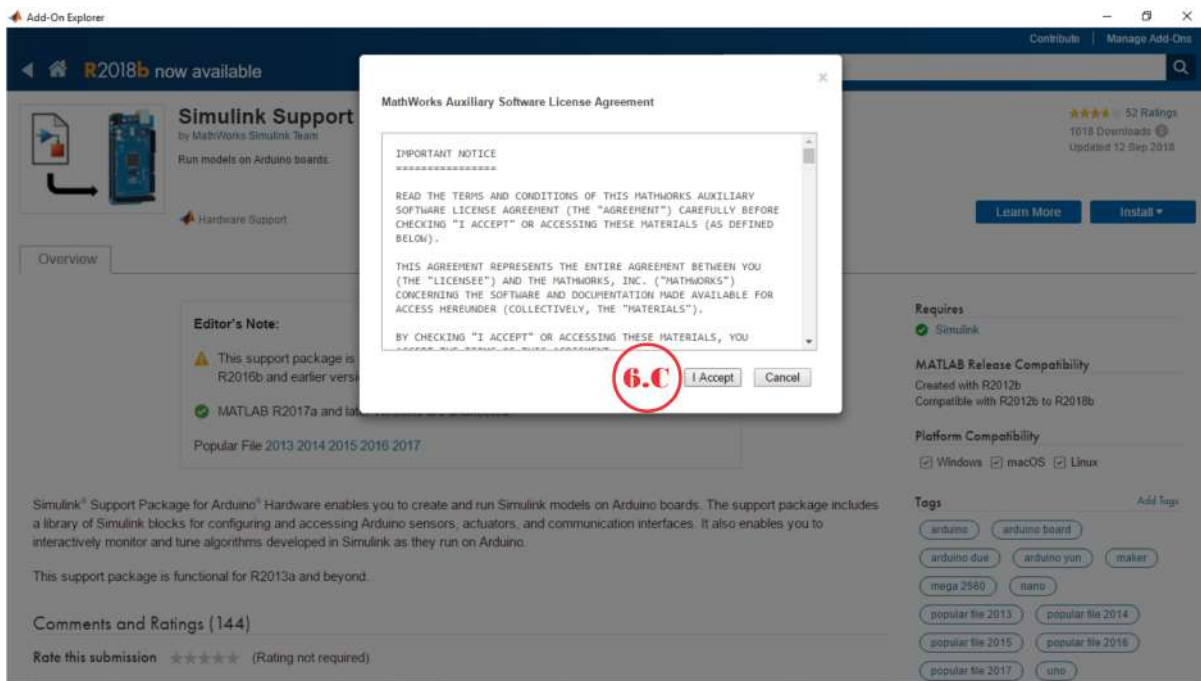 Add-On Explorer
Contribute | Manage Add-Ons
R2018b now available
Simulink Support
by MathWorks Simulink Team
Run models on Arduino boards.
Hardware Support
52 Ratings
1018 Downloads
Updated 12 Sep 2018
Learn More
Install
Overview
MathWorks Auxiliary Software License Agreement
IMPORTANT NOTICE
================
READ THE TERMS AND CONDITIONS OF THIS MATHWORKS AUXILIARY
SOFTWARE LICENSE AGREEMENT (THE "AGREEMENT") CAREFULLY BEFORE
CHECKING "I ACCEPT" OR ACCESSING THESE MATERIALS (AS DEFINED
BELOW).
THIS AGREEMENT REPRESENTS THE ENTIRE AGREEMENT BETWEEN YOU
(THE "LICENSEE") AND THE MATHWORKS, INC. ("MATHWORKS")
CONCERNING THE SOFTWARE AND DOCUMENTATION MADE AVAILABLE FOR
ACCESS HEREUNDER (COLLECTIVELY, THE "MATERIALS").
BY CHECKING "I ACCEPT" OR ACCESSING THESE MATERIALS, YOU
6.C
I Accept
Cancel
Editor's Note:
This support package is
R2016b and earlier versi
MATLAB R2017a and lat
Popular File 2013 2014 2015 2016 2017
Simulink® Support Package for Arduino® Hardware enables you to create and run Simulink models on Arduino boards. The support package includes
a library of Simulink blocks for configuring and accessing Arduino sensors, actuators, and communication interfaces. It also enables you to
interactively monitor and tune algorithms developed in Simulink as they run on Arduino.
This support package is functional for R2013a and beyond.
Comments and Ratings (144)
Rate this submission (Rating not required)
Requires
Simulink
MATLAB Release Compatibility
Created with R2012b
Compatible with R2012b to R2018b
Platform Compatibility
Windows macOS Linux
Tags
Add Tags
arduino arduino board
arduino due arduino yun maker
mega 2560 nano
popular file 2013 popular file 2014
popular file 2015 popular file 2016
popular file 2017 uno